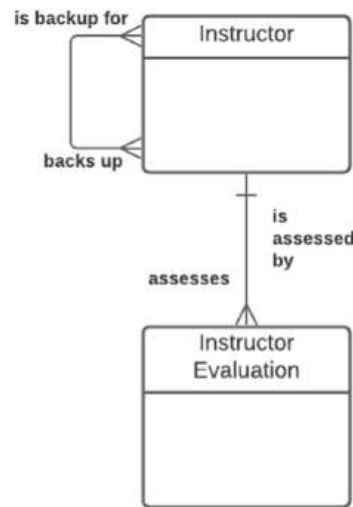 is backup for
Instructor
backs up
is
assessed
by
assesses
Instructor
Evaluation